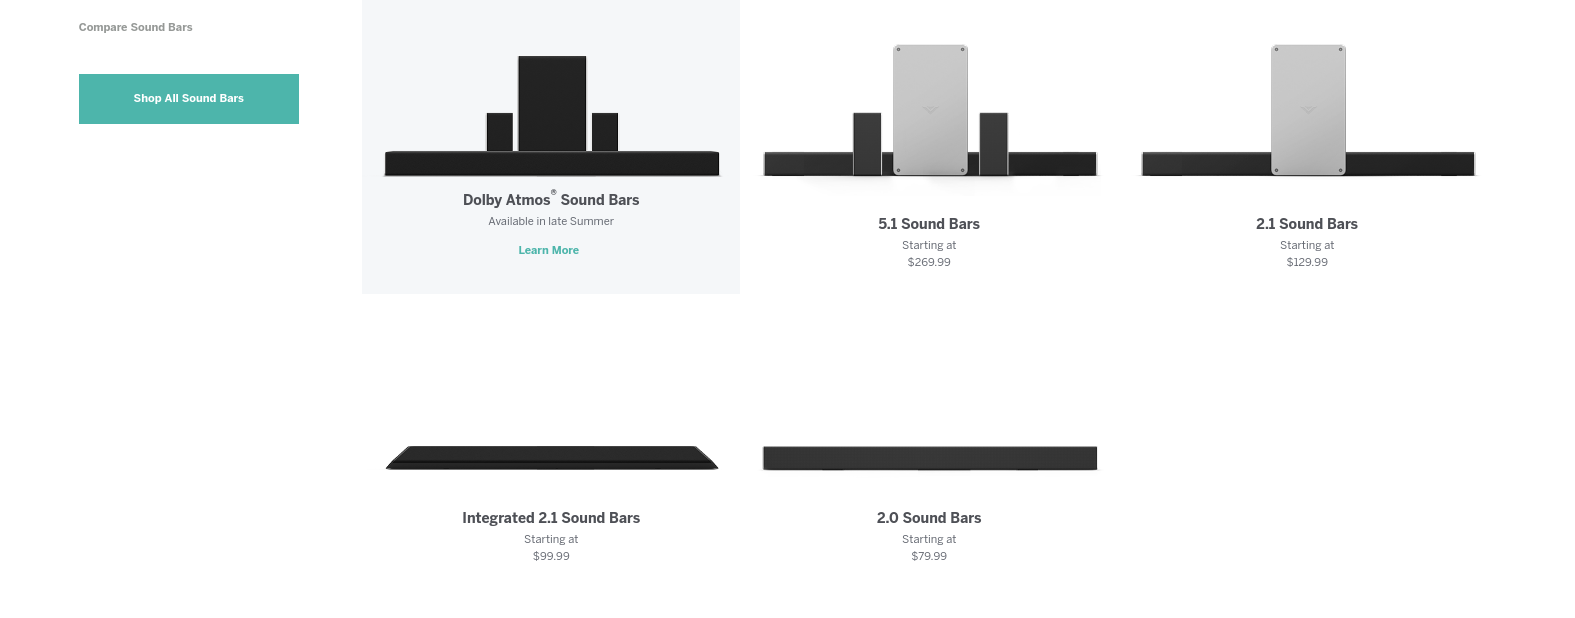 Compare Sound Bars
Shop All Sound Bars
Dolby Atmos® Sound Bars
Available in late Summer
Learn More
5.1 Sound Bars
Starting at
$269.99
2.1 Sound Bars
Starting at
$129.99
Integrated 2.1 Sound Bars
Starting at
$99.99
2.0 Sound Bars
Starting at
$79.99